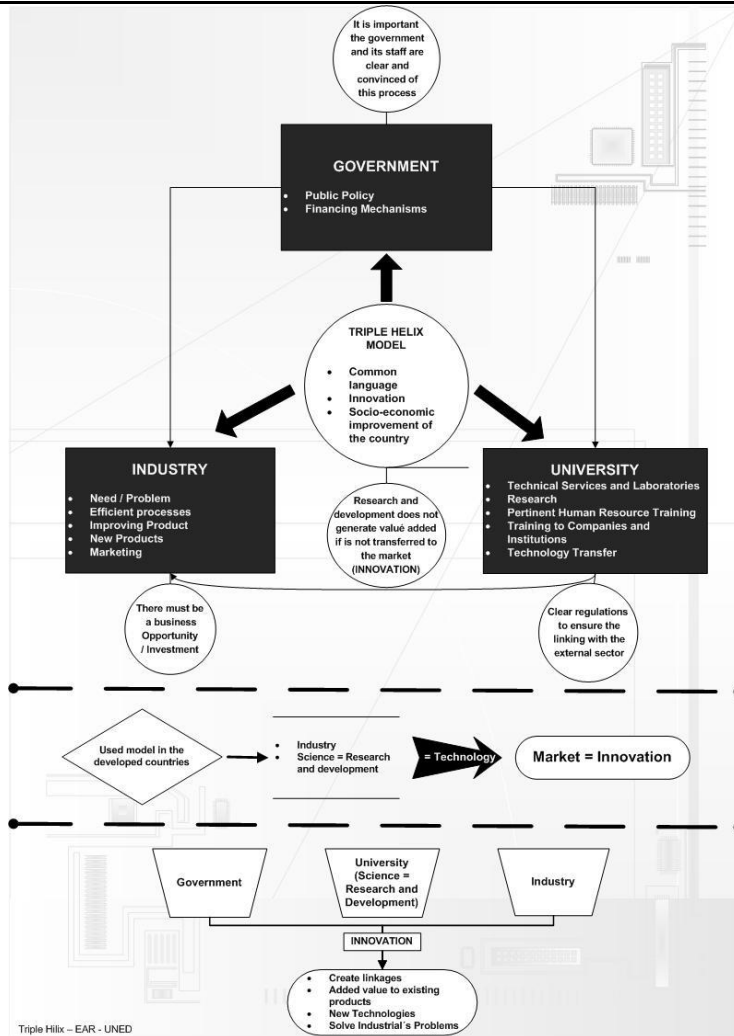 It is important
the government
and its staff are
clear and
convinced of
this process
GOVERNMENT
• Public Policy
• Financing Mechanisms
TRIPLE HELIX
MODEL
• Common
language
• Innovation
• Socio-economic
improvement of
the country
INDUSTRY
• Need / Problem
• Efficient processes
• Improving Product
• New Products
• Marketing
Research and
development does not
generate valué added
if is not transferred to
the market
(INNOVATION)
UNIVERSITY
• Technical Services and Laboratories
• Research
• Pertinent Human Resource Training
• Training to Companies and
Institutions
• Technology Transfer
There must be
a business
Opportunity
/ Investment
Clear regulations
to ensure the
linking with the
external sector
Used model in the
developed countries
• Industry
• Science = Research
and development
= Technology
Market = Innovation
Government
University
(Science =
Research and
Development)
Industry
INNOVATION
• Create linkages
• Added value to existing
products
• New Technologies
• Solve Industrial´s Problems
Triple Hilix – EAR - UNED